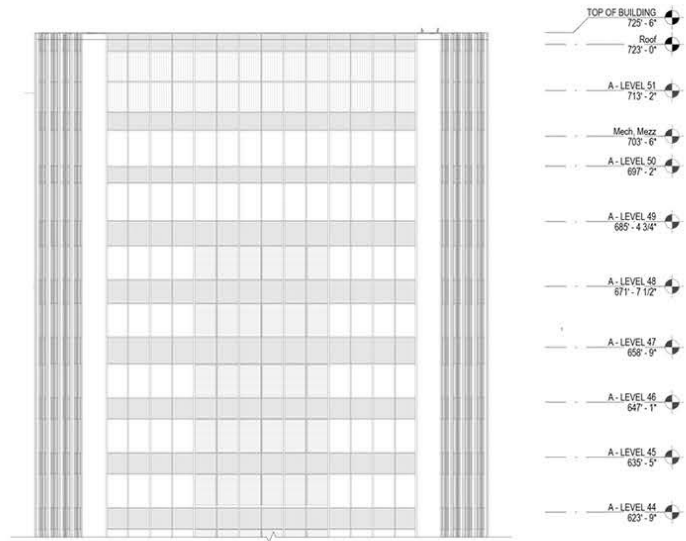 TOP OF BUILDING
725' - 6"
Roof
723' - 0"
A - LEVEL 51
713' - 2"
Mech. Mezz
703' - 6"
A - LEVEL 50
697' - 2"
A - LEVEL 49
685' - 4 3/4"
A - LEVEL 48
671' - 7 1/2"
A - LEVEL 47
658' - 9"
A - LEVEL 46
647' - 1"
A - LEVEL 45
635' - 5"
A - LEVEL 44
623' - 9"